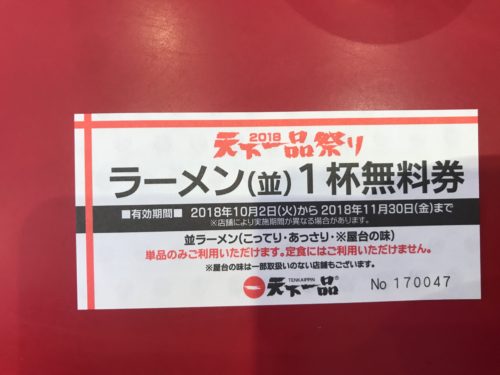 2018
天下一品祭り
ラーメン(並)1杯無料券
■有効期間■ 2018年10月2日(火)から 2018年11月30日(金)まで
※店舗により実施期間が異なる場合があります。
並ラーメン(こってり・あっさり・※屋台の味)
単品のみご利用いただけます。定食にはご利用いただけません。
※屋台の味は一部取扱いのない店舗もございます。
TENKAIPPIN
天下一品®
No 170047